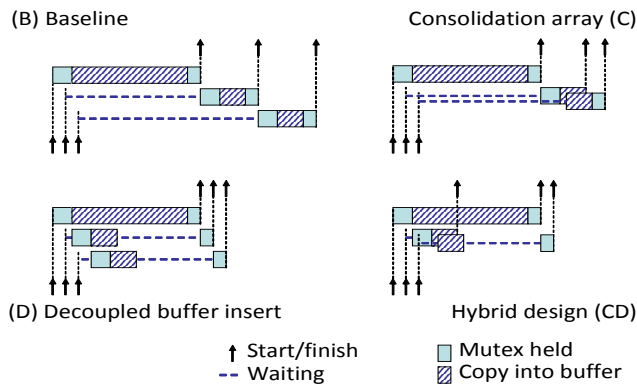 (B) Baseline
Consolidation array (C)
(D) Decoupled buffer insert
Hybrid design (CD)
Start/finish
Waiting
Mutex held
Copy into buffer